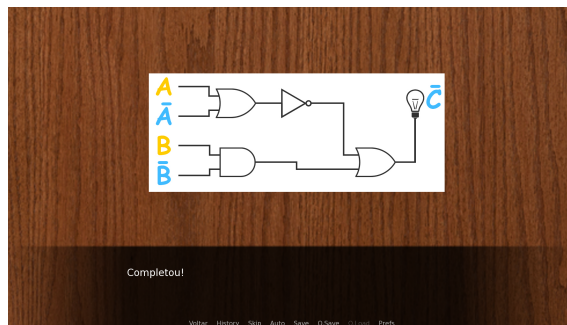 A
Ā
B
B̄
C̄
Completou!
Voltar History Skip Auto Save Q.Save Q.Load Prefs